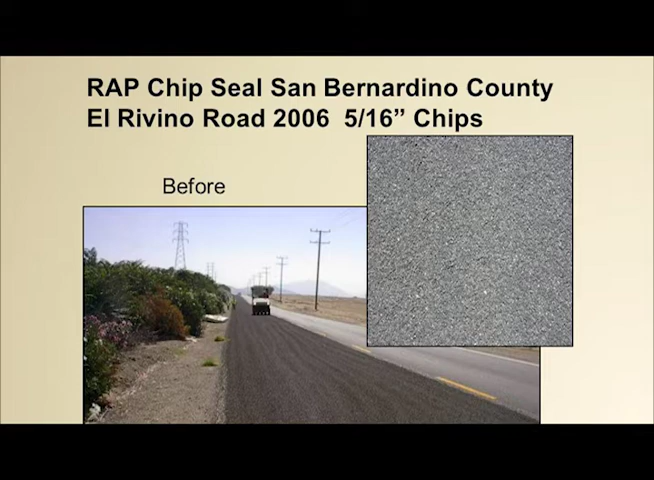 RAP Chip Seal San Bernardino County
El Rivino Road 2006 5/16” Chips
Before